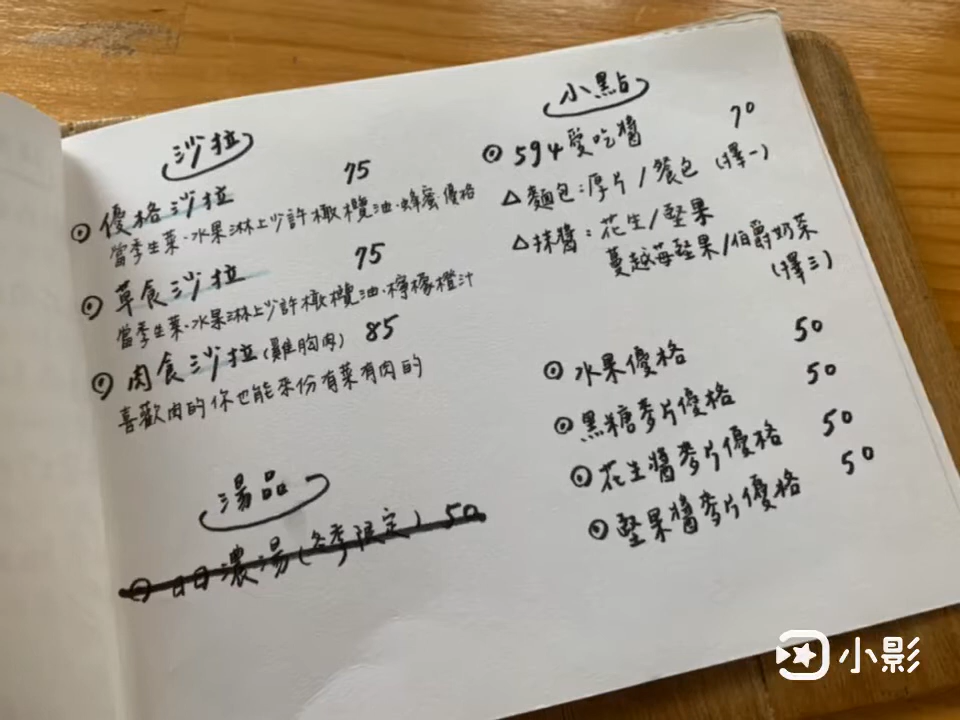 沙拉
優格沙拉 75
當季生菜、水果淋上少許橄欖油、蜂蜜優格
草食沙拉 75
當季生菜、水果淋上少許橄欖油、檸檬橙汁
肉食沙拉(雞胸肉) 85
喜歡肉的你也能來份有菜有肉的
湯品
日日濃湯(冬季限定) 50
小點
594愛吃醬 70
△麵包:厚片/餐包 (擇一)
△抹醬:花生/堅果
蔓越莓堅果/伯爵奶茶
(擇三)
水果優格 50
黑糖麥片優格 50
花生醬麥片優格 50
堅果醬麥片優格 50
小影